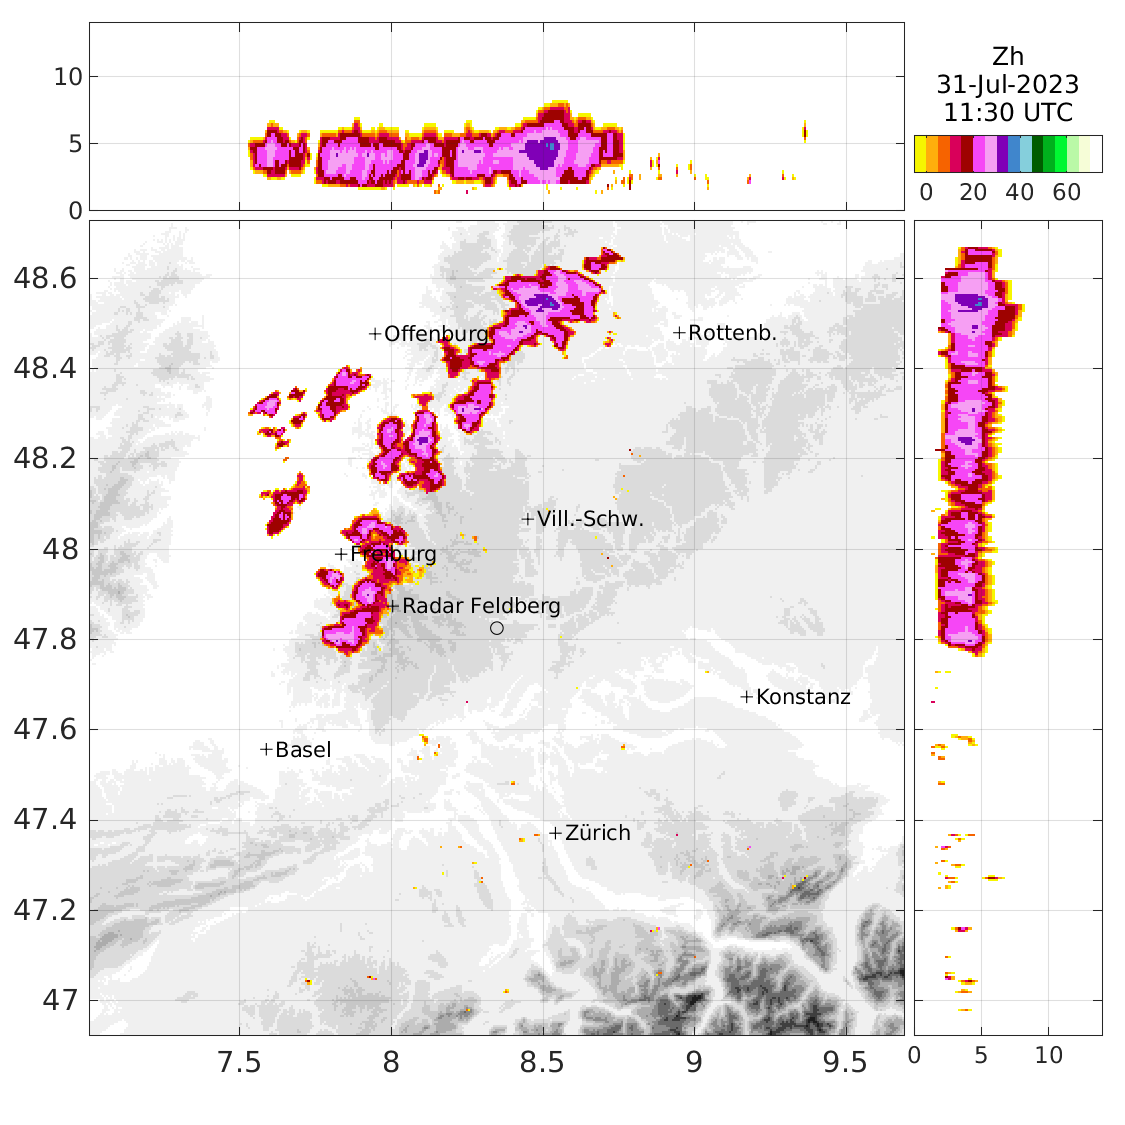 Zh
31-Jul-2023
11:30 UTC
10
5
0
0 20 40 60
48.6
48.4
48.2
48
47.8
47.6
47.4
47.2
47
Offenburg
Rottenb.
Vill.-Schw.
Freiburg
Radar Feldberg
Konstanz
Basel
Zürich
7.5 8 8.5 9 9.5
0 5 10